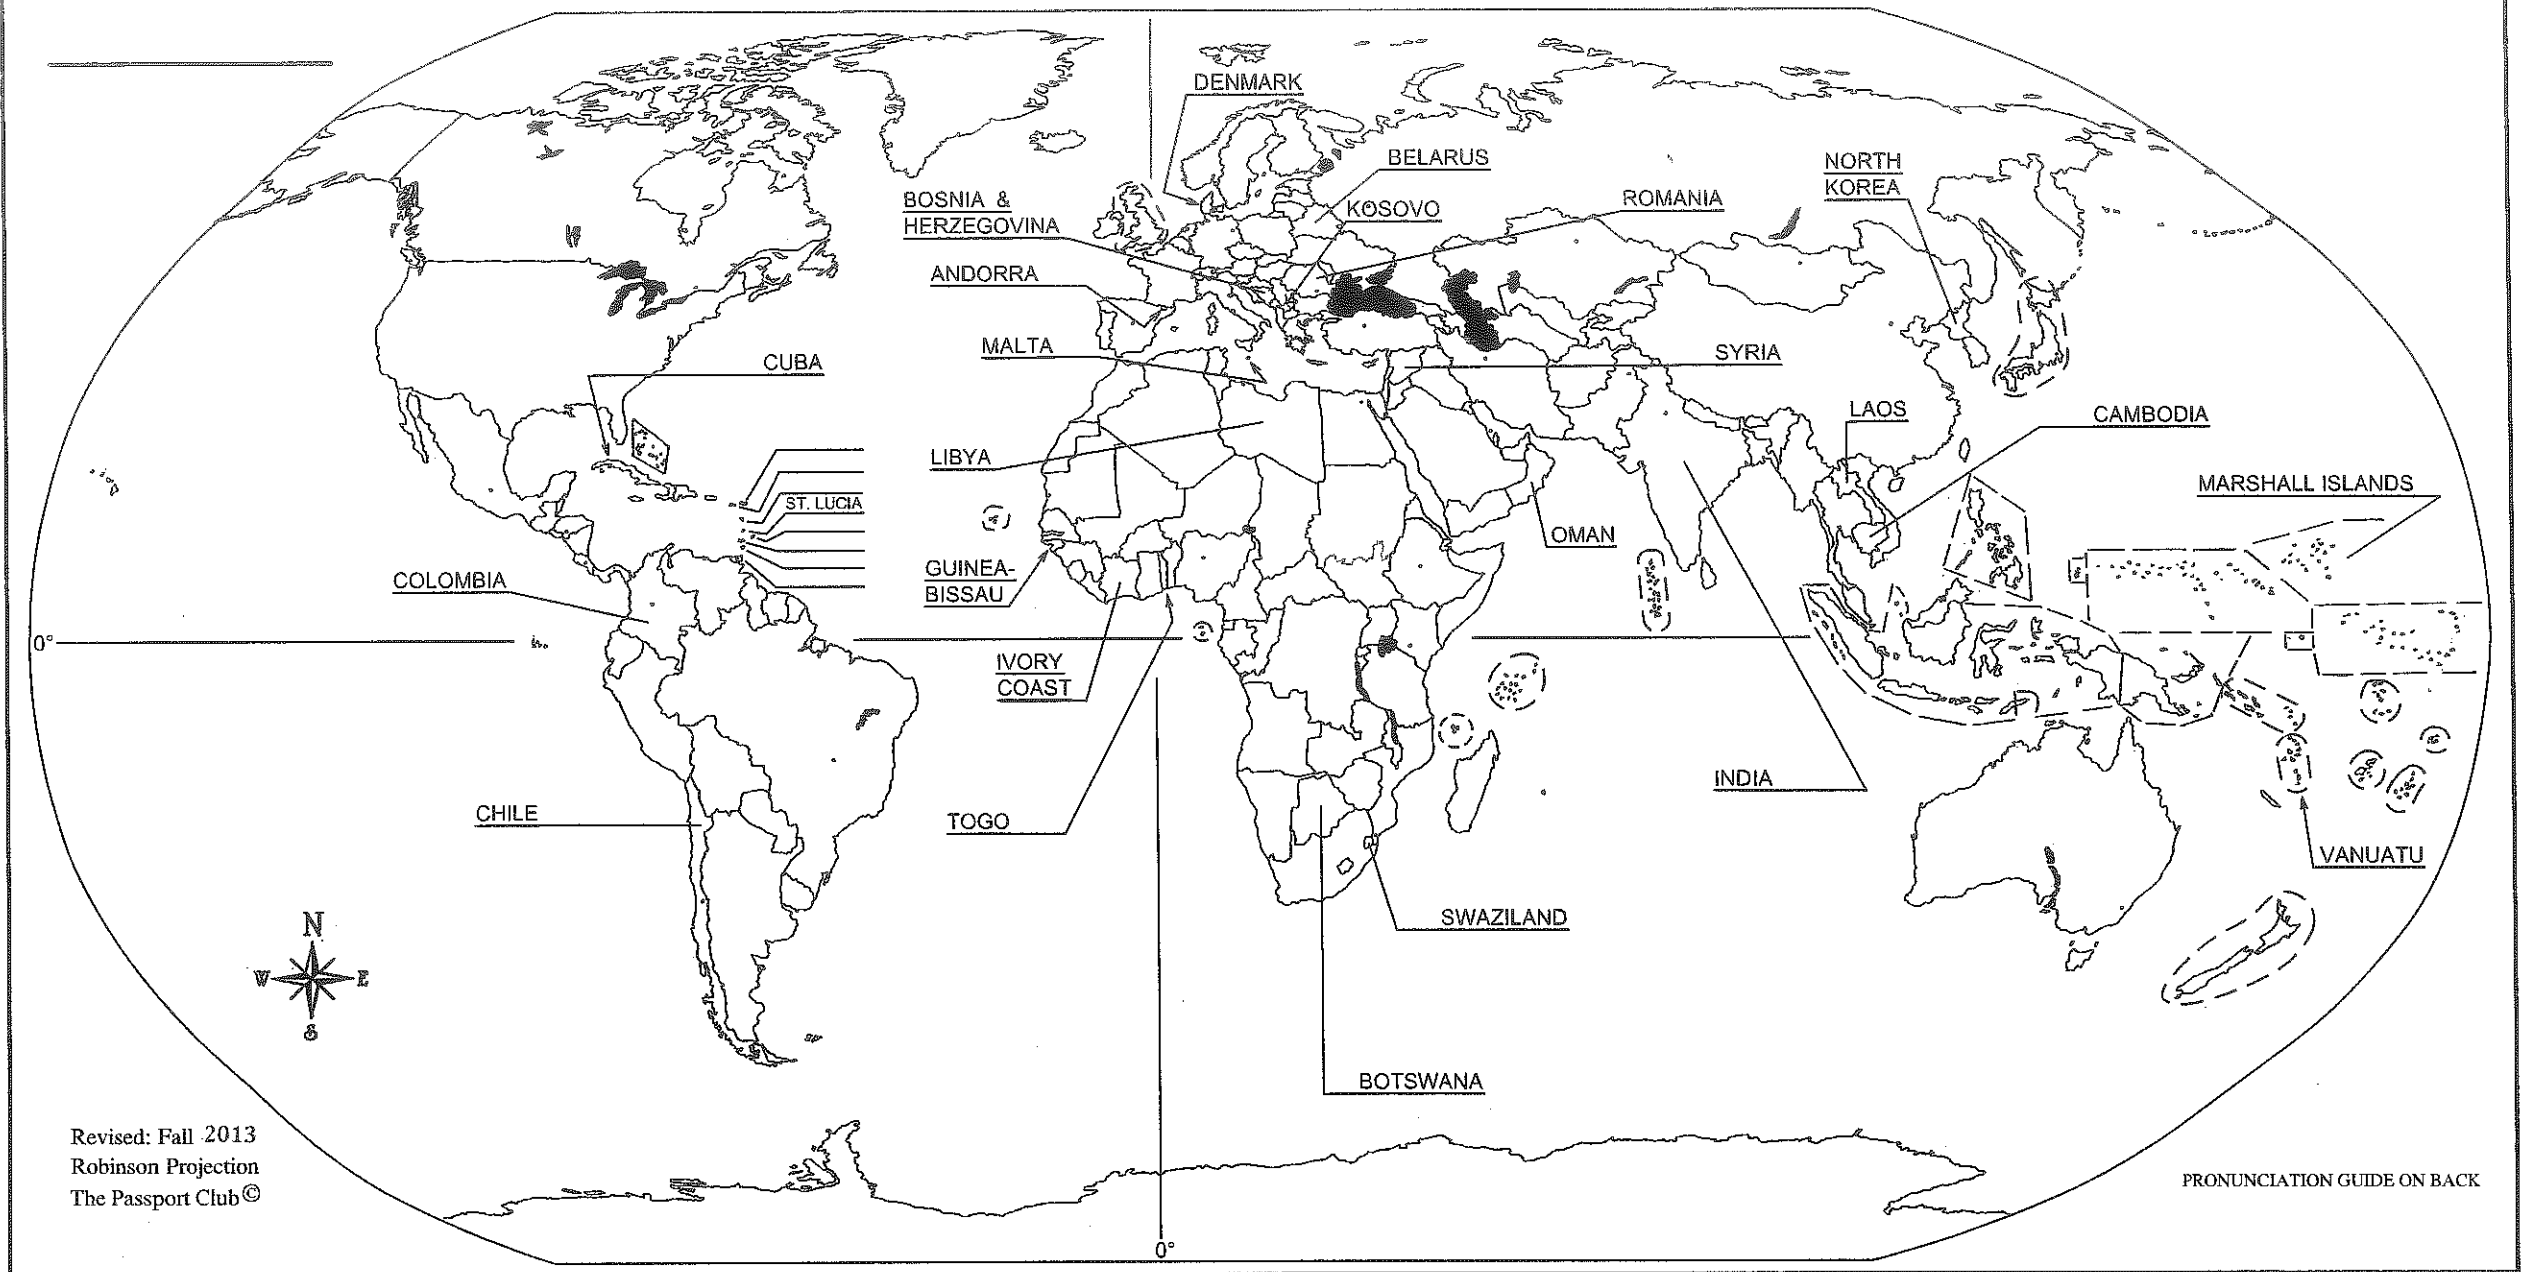 DENMARK
BELARUS
NORTH
KOREA
BOSNIA &
HERZEGOVINA
KOSOVO
ROMANIA
ANDORRA
MALTA
SYRIA
CUBA
LAOS
CAMBODIA
LIBYA
MARSHALL ISLANDS
ST. LUCIA
OMAN
COLOMBIA
GUINEA-
BISSAU
0°
IVORY
COAST
INDIA
CHILE
TOGO
VANUATU
SWAZILAND
N
W E
S
BOTSWANA
Revised: Fall 2013
Robinson Projection
The Passport Club©
PRONUNCIATION GUIDE ON BACK
0°